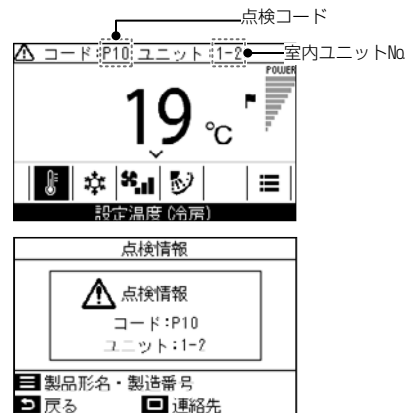 点検コード
コード:P10 ユニット:1-2
室内ユニットNo.
POWER
19 ℃
設定温度(冷房)
点検情報
点検情報
コード:P10
ユニット:1-2
製品形名・製造番号
戻る 連絡先